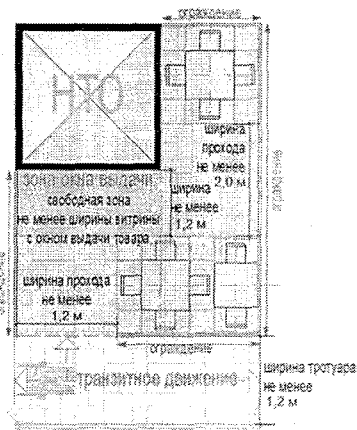 ограждение
НТО
ширина
прохода
не менее
2,0 м
ограждение
зона окна выдачи
свободная зона
не менее ширины витрины
с окном выдачи товара
ширина
не менее
1,2 м
ширина прохода
не менее
1,2 м
ограждение
ограждение
транзитное движение
ширина тротуара
не менее
1,2 м